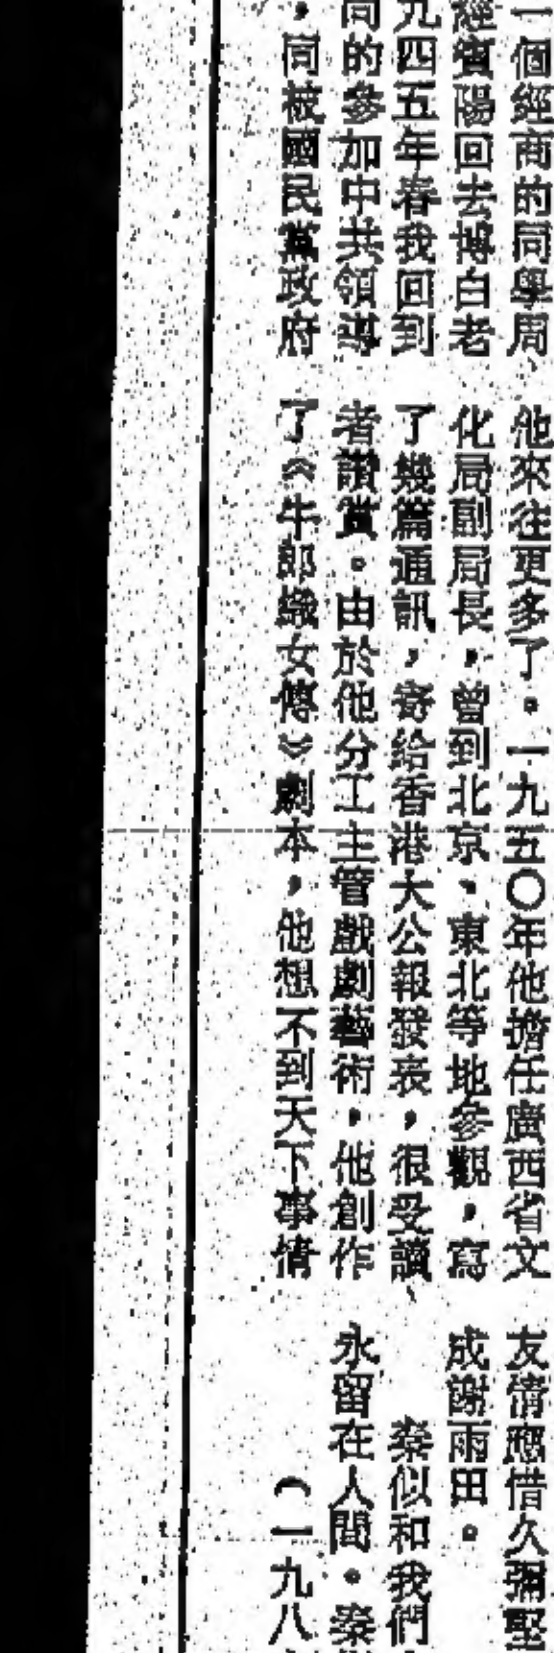 一個經商的同學周
經賓陽回去博白老
九四五年春我回到
同的參加中共領導
，同被國民黨政府
他來往更多了。一九五〇年他擔任廣西省文
化局副局長，曾到北京、東北等地參觀，寫
了幾篇通訊，寄給香港大公報發表，很受讀
者讚賞。由於他分工主管戲劇藝術，他創作
了《牛郎織女傳》劇本，他想不到天下事情
友情應惜久彌堅
成謝雨田。
秦似和我們
永留在人間。秦
（一九八